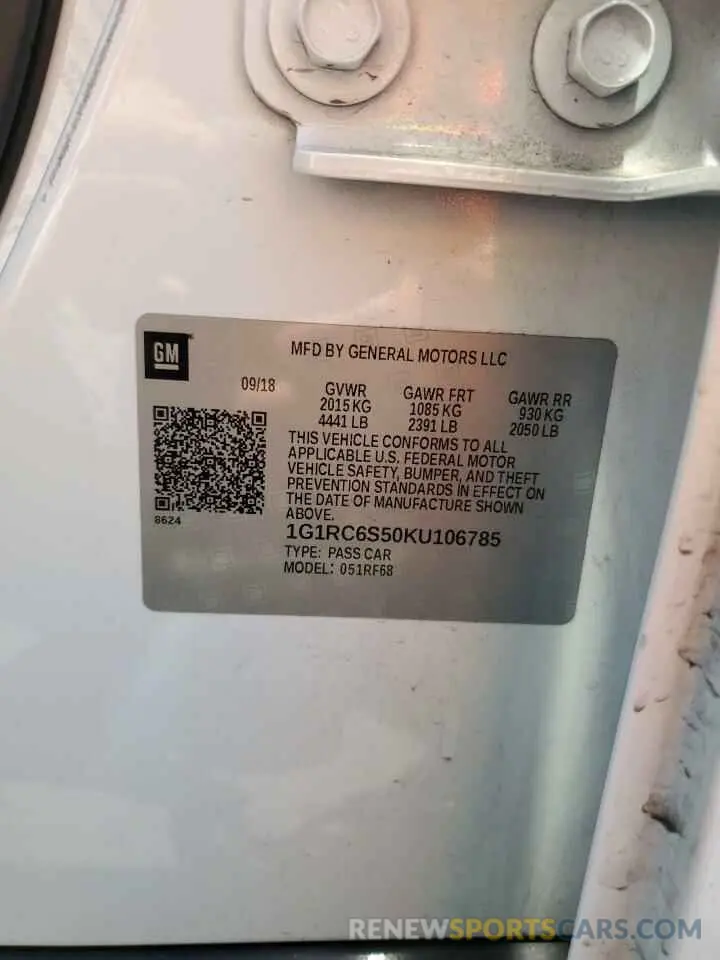 GM
MFD BY GENERAL MOTORS LLC
09/18
GVWR
2015 KG
4441 LB
GAWR FRT
1085 KG
2391 LB
GAWR RR
930 KG
2050 LB
THIS VEHICLE CONFORMS TO ALL
APPLICABLE U.S. FEDERAL MOTOR
VEHICLE SAFETY, BUMPER, AND THEFT
PREVENTION STANDARDS IN EFFECT ON
THE DATE OF MANUFACTURE SHOWN
ABOVE.
8624
1G1RC6S50KU106785
TYPE: PASS CAR
MODEL: 051RF68
RENEWSPORTSCARS.COM